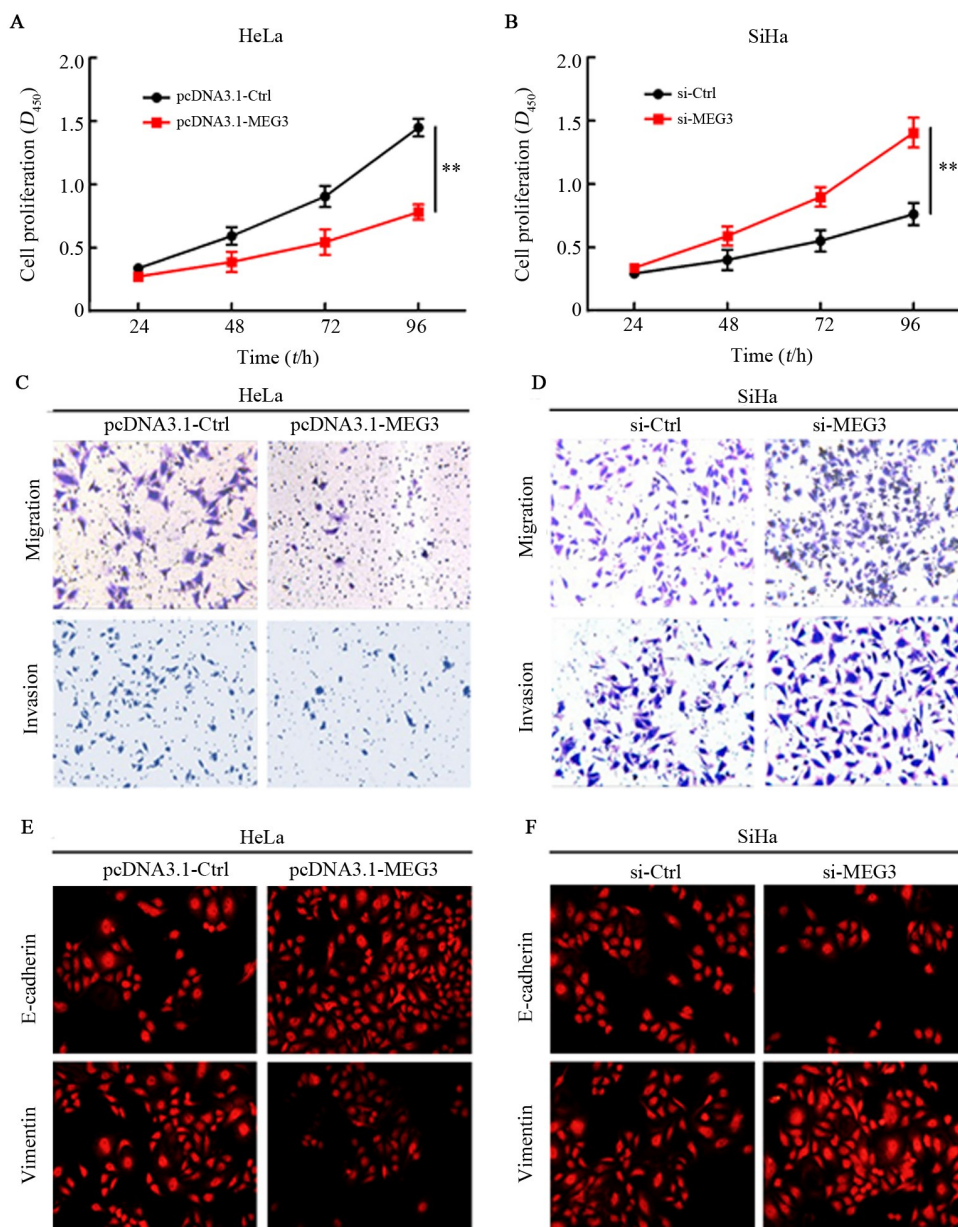 A
HeLa
2.0
1.5
1.0
0.5
0
Cell proliferation (D450)
pcDNA3.1-Ctrl
pcDNA3.1-MEG3
**
24 48 72 96
Time (t/h)
B
SiHa
2.0
1.5
1.0
0.5
0
Cell proliferation (D450)
si-Ctrl
si-MEG3
**
24 48 72 96
Time (t/h)
C
HeLa
pcDNA3.1-Ctrl pcDNA3.1-MEG3
Migration
Invasion
D
SiHa
si-Ctrl si-MEG3
Migration
Invasion
E
HeLa
pcDNA3.1-Ctrl pcDNA3.1-MEG3
E-cadherin
Vimentin
F
SiHa
si-Ctrl si-MEG3
E-cadherin
Vimentin